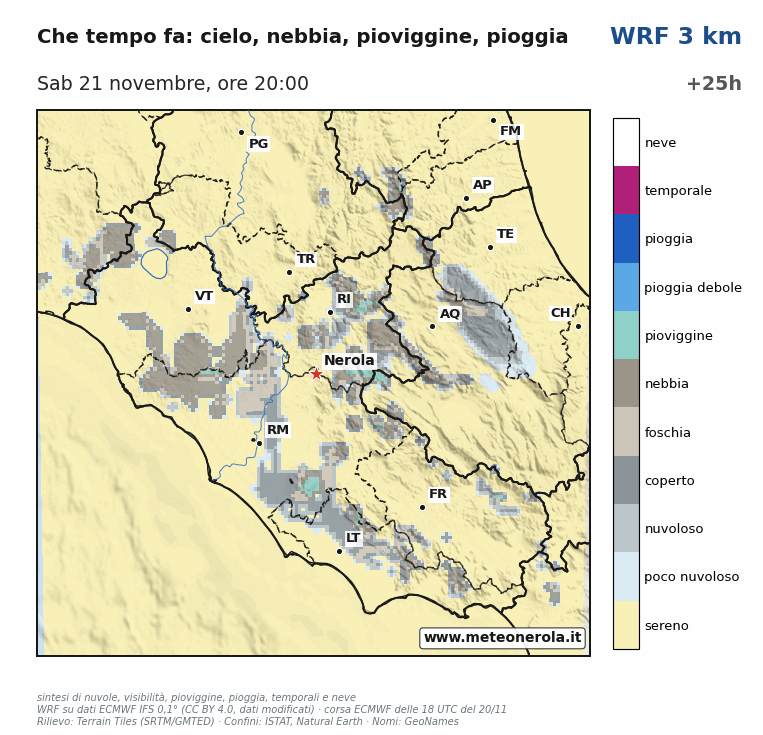 Che tempo fa: cielo, nebbia, pioviggine, pioggia
WRF 3 km
Sab 21 novembre, ore 20:00
+25h
FM
PG
AP
TE
TR
RI
VT
AQ
CH
Nerola
RM
FR
LT
www.meteonerola.it
neve
temporale
pioggia
pioggia debole
pioviggine
nebbia
foschia
coperto
nuvoloso
poco nuvoloso
sereno
sintesi di nuvole, visibilità, pioviggine, pioggia, temporali e neve
WRF su dati ECMWF IFS 0,1° (CC BY 4.0, dati modificati) · corsa ECMWF delle 18 UTC del 20/11
Rilievo: Terrain Tiles (SRTM/GMTED) · Confini: ISTAT, Natural Earth · Nomi: GeoNames